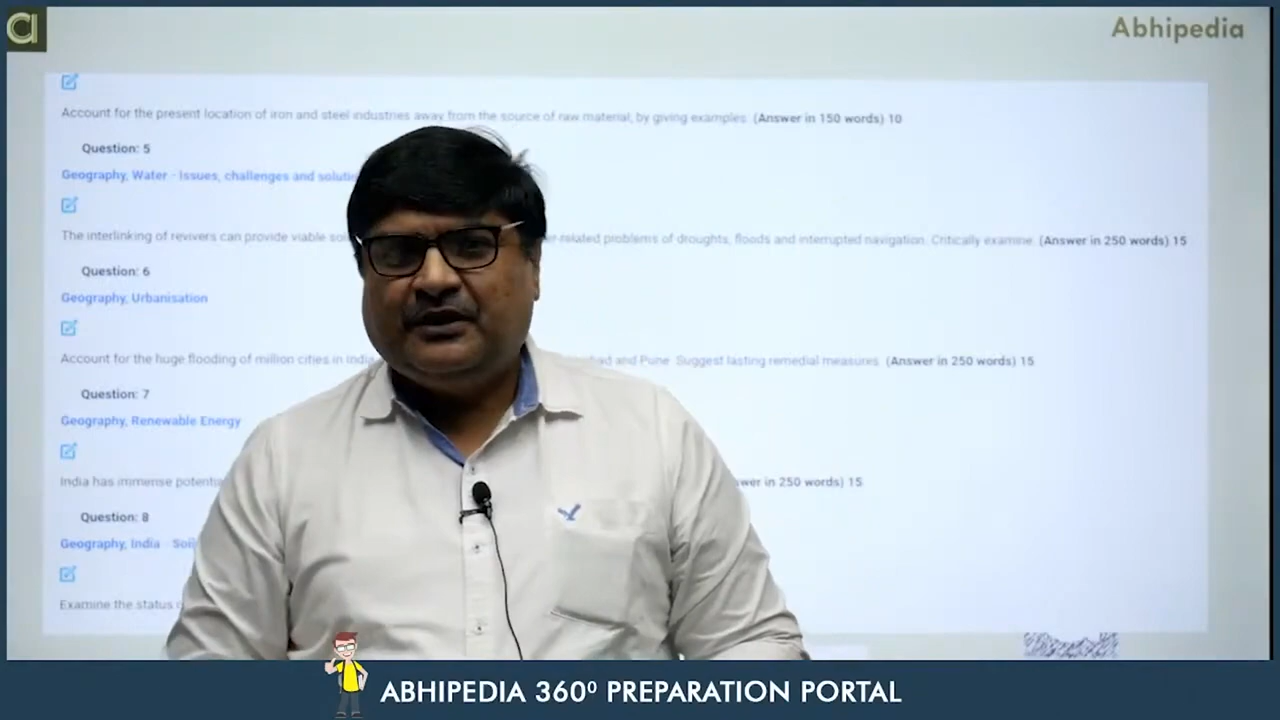 a
Abhipedia
Account for the present location of iron and steel industries away from the source of raw material, by giving examples. (Answer in 150 words) 10
Question: 5
Geography, Water - Issues, challenges and soluti
The interlinking of revivers can provide viable so er-related problems of droughts, floods and interrupted navigation. Critically examine. (Answer in 250 words) 15
Question: 6
Geography, Urbanisation
Account for the huge flooding of million cities in India bad and Pune. Suggest lasting remedial measures. (Answer in 250 words) 15
Question: 7
Geography, Renewable Energy
India has immense potentia wer in 250 words) 15
Question: 8
Geography, India - Soil
Examine the status
ABHIPEDIA 360⁰ PREPARATION PORTAL